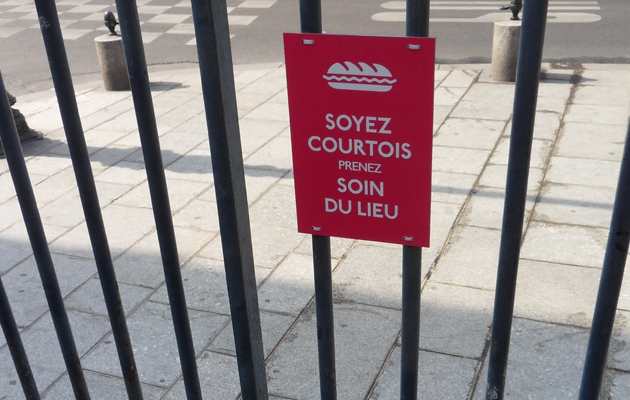 SOYEZ
COURTOIS
PRENEZ
SOIN
DU LIEU